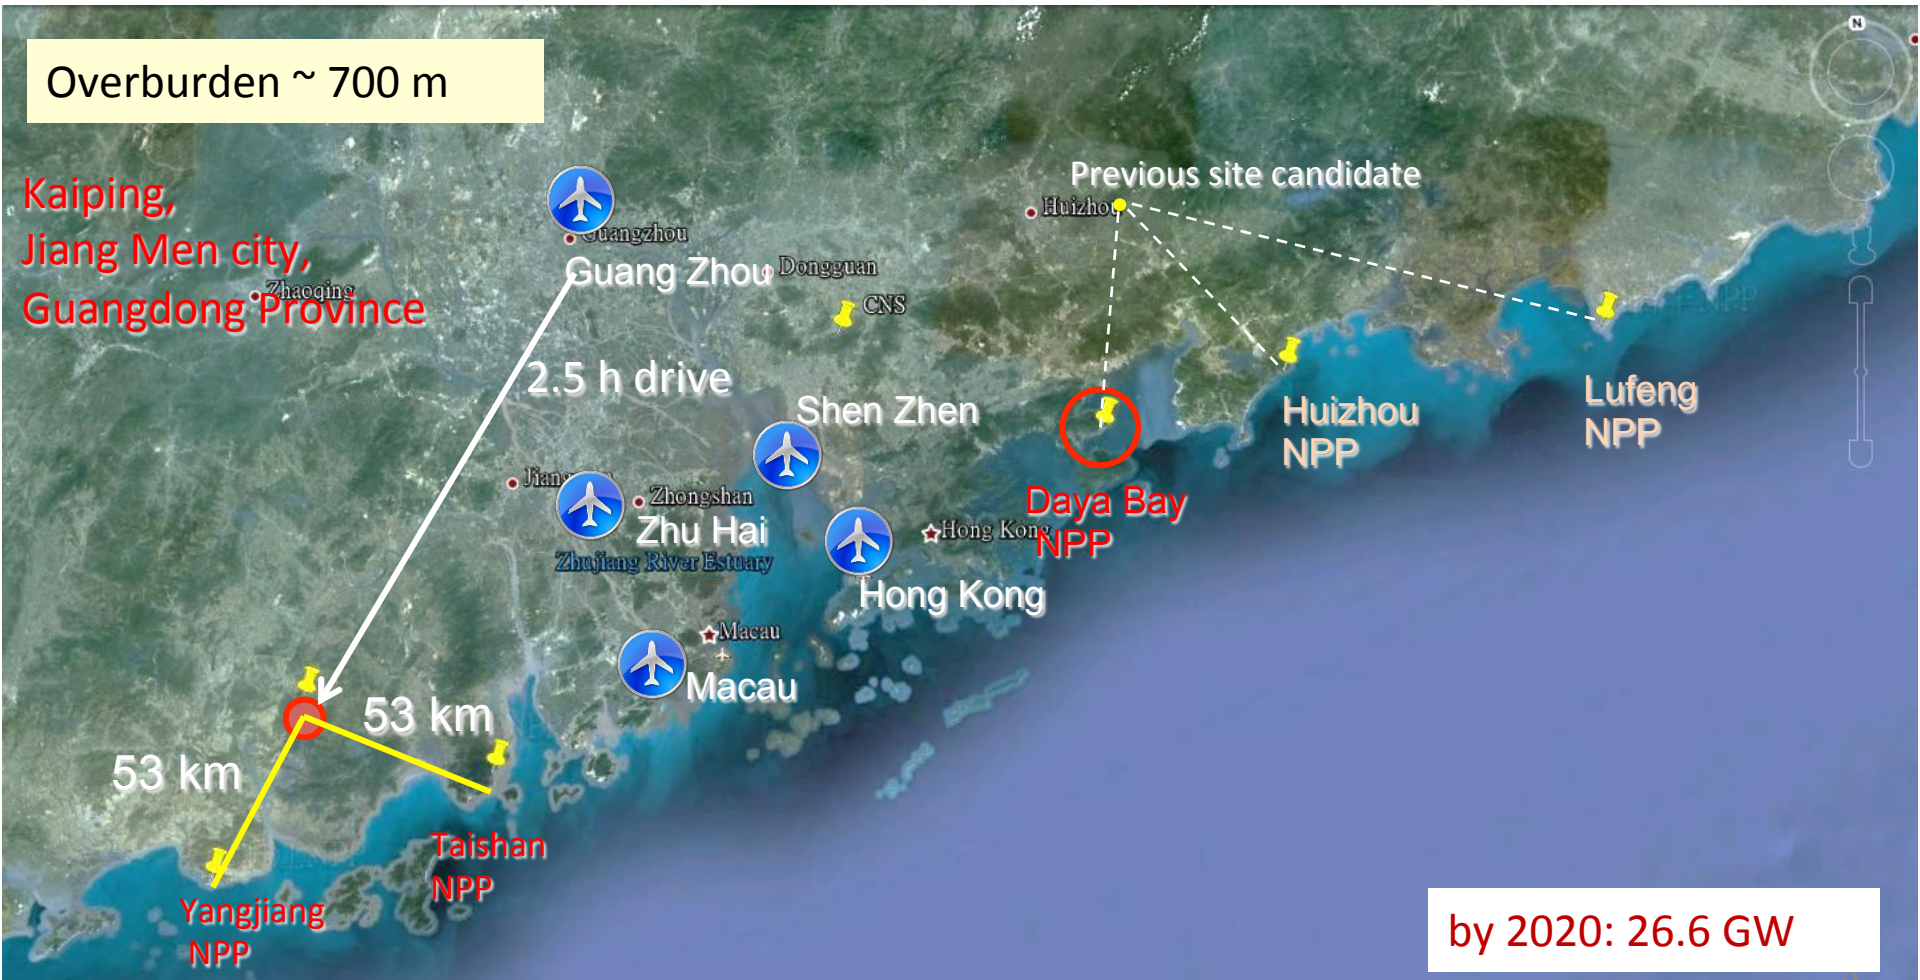 N
Overburden ~ 700 m
Kaiping,
Jiang Men city,
Guangdong Province
Zhaoqing
Guangzhou
Guang Zhou
Dongguan
CNS
Previous site candidate
Huizhou
2.5 h drive
Shen Zhen
Huizhou
NPP
Lufeng
NPP
Zhongshan
Zhu Hai
Zhujiang River Estuary
Hong Kong
Hong Kong
Daya Bay
NPP
Macau
Macau
53 km
53 km
Taishan
NPP
Yangjiang
NPP
by 2020: 26.6 GW